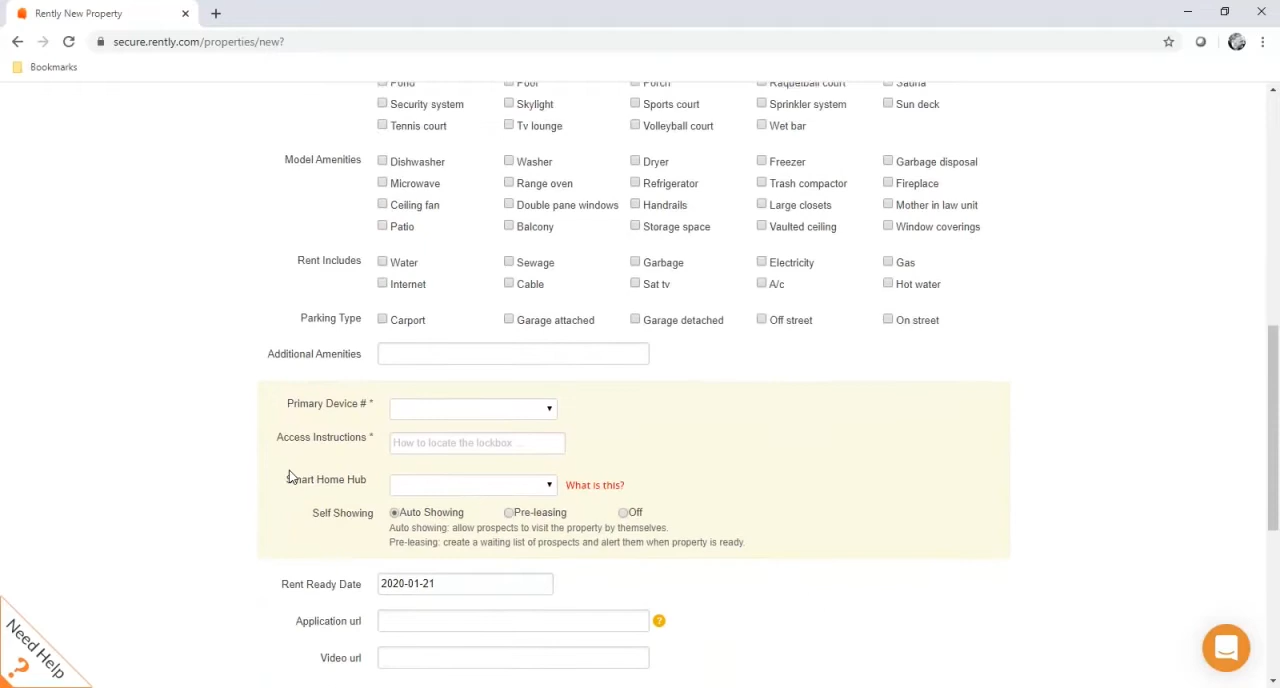 Rently New Property
secure.rently.com/properties/new?
Bookmarks
Pond Pool Porch Raquetball court Sauna
Security system Skylight Sports court Sprinkler system Sun deck
Tennis court Tv lounge Volleyball court Wet bar
Model Amenities Dishwasher Washer Dryer Freezer Garbage disposal
Microwave Range oven Refrigerator Trash compactor Fireplace
Ceiling fan Double pane windows Handrails Large closets Mother in law unit
Patio Balcony Storage space Vaulted ceiling Window coverings
Rent Includes Water Sewage Garbage Electricity Gas
Internet Cable Sat tv A/c Hot water
Parking Type Carport Garage attached Garage detached Off street On street
Additional Amenities
Primary Device # *
Access Instructions * How to locate the lockbox ...
Smart Home Hub What is this?
Self Showing Auto Showing Pre-leasing Off
Auto showing: allow prospects to visit the property by themselves.
Pre-leasing: create a waiting list of prospects and alert them when property is ready.
Rent Ready Date 2020-01-21
Application url ?
Video url
Need Help
?